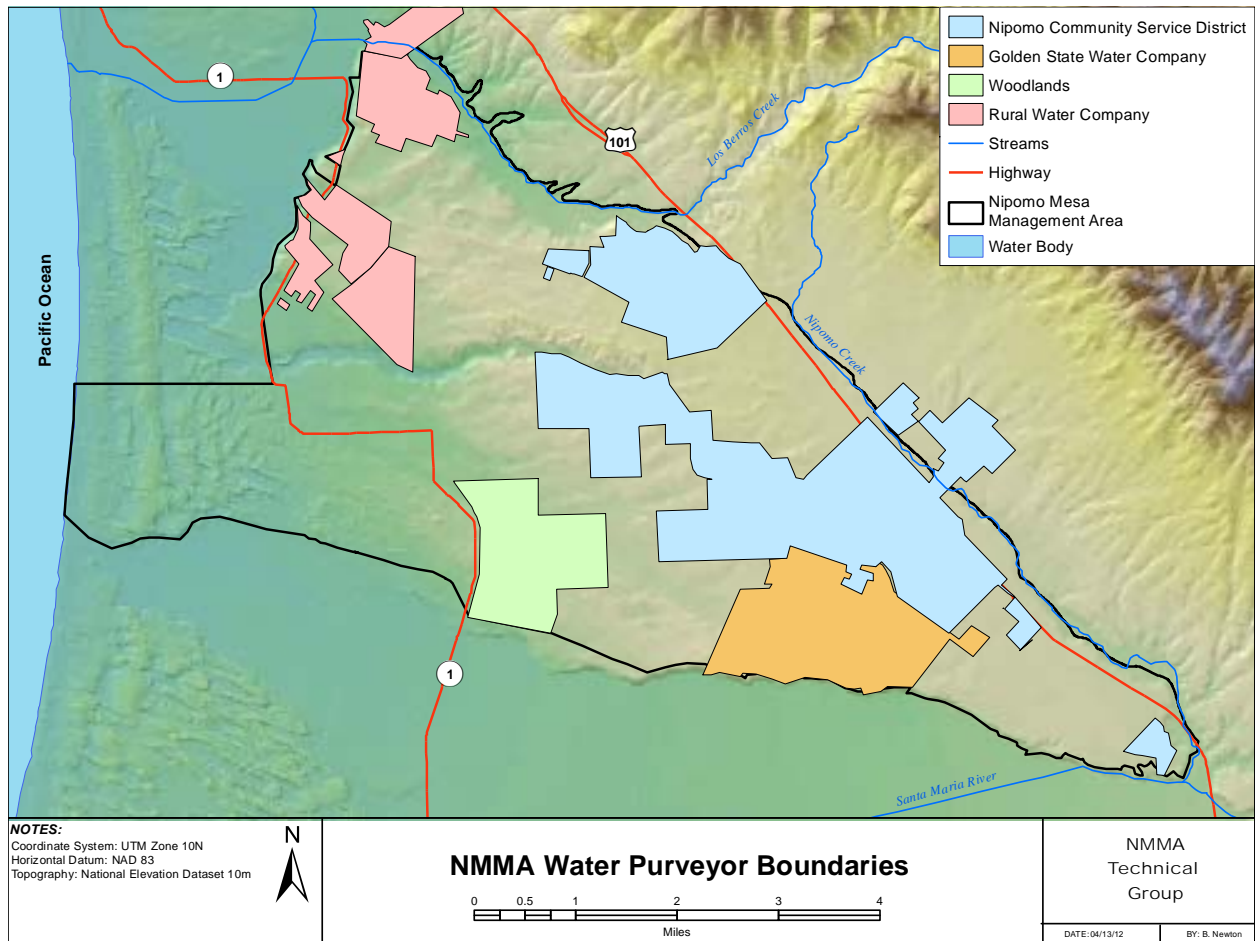 Nipomo Community Service District
Golden State Water Company
Woodlands
Rural Water Company
Streams
Highway
Nipomo Mesa
Management Area
Water Body
1
101
Los Berros Creek
Pacific Ocean
Nipomo Creek
1
Santa Maria River
NOTES:
Coordinate System: UTM Zone 10N
Horizontal Datum: NAD 83
Topography: National Elevation Dataset 10m
N
NMMA Water Purveyor Boundaries
0 0.5 1 2 3 4
Miles
NMMA
Technical
Group
DATE: 04/13/12
BY: B. Newton